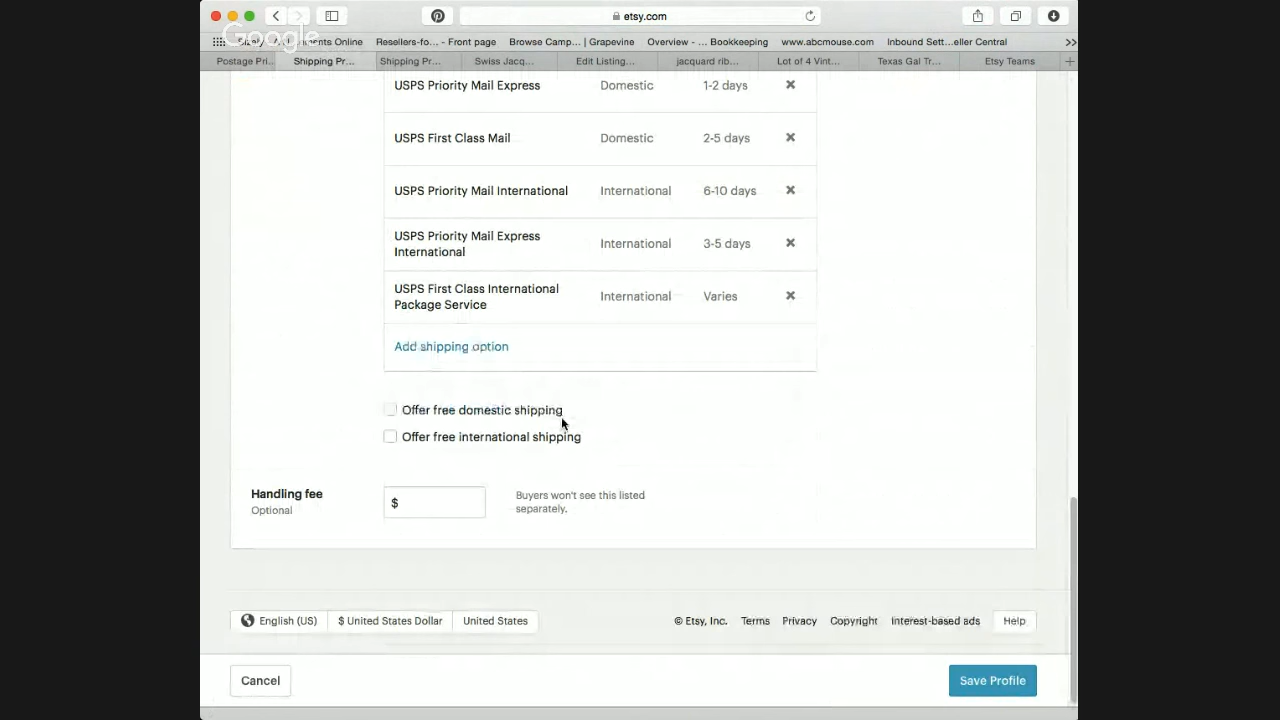 etsy.com
Google
Resellers-fo... - Front page
Browse Camp... | Grapevine
Overview - ... Bookkeeping
www.abcmouse.com
Inbound Sett...eller Central
>>
Postage Pri...
Shipping Pr...
Shipping Pr...
Swiss Jacq...
Edit Listing...
jacquard rib...
Lot of 4 Vint...
Texas Gal Tr...
Etsy Teams
+
USPS Priority Mail Express Domestic 1-2 days
USPS First Class Mail Domestic 2-5 days
USPS Priority Mail International International 6-10 days
USPS Priority Mail Express
International International 3-5 days
USPS First Class International
Package Service International Varies
Add shipping option
Offer free domestic shipping
Offer free international shipping
Handling fee
Optional
$
Buyers won't see this listed
separately.
English (US) $ United States Dollar United States © Etsy, Inc. Terms Privacy Copyright Interest-based ads Help
Cancel Save Profile